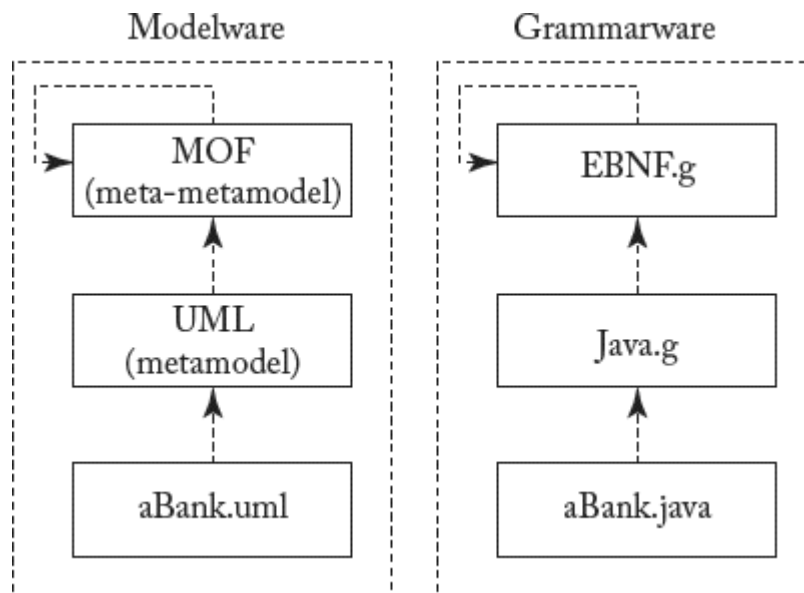 Modelware
MOF
(meta-metamodel)
UML
(metamodel)
aBank.uml
Grammarware
EBNF.g
Java.g
aBank.java